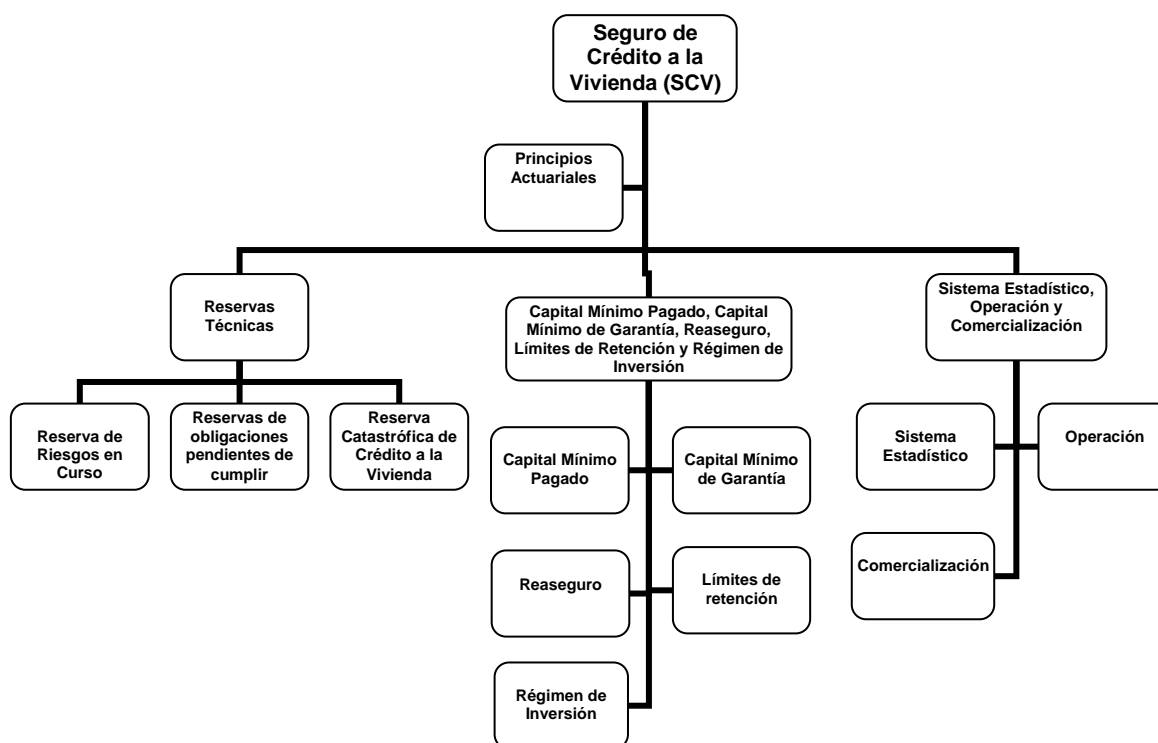 Seguro de
Crédito a la
Vivienda (SCV)
Principios
Actuariales
Reservas
Técnicas
Capital Mínimo Pagado, Capital
Mínimo de Garantía, Reaseguro,
Límites de Retención y Régimen de
Inversión
Sistema Estadístico,
Operación y
Comercialización
Reserva de
Riesgos en
Curso
Reservas de
obligaciones
pendientes de
cumplir
Reserva
Catastrófica de
Crédito a la
Vivienda
Capital Mínimo
Pagado
Capital Mínimo
de Garantía
Sistema
Estadístico
Operación
Reaseguro
Límites de
retención
Comercialización
Régimen de
Inversión